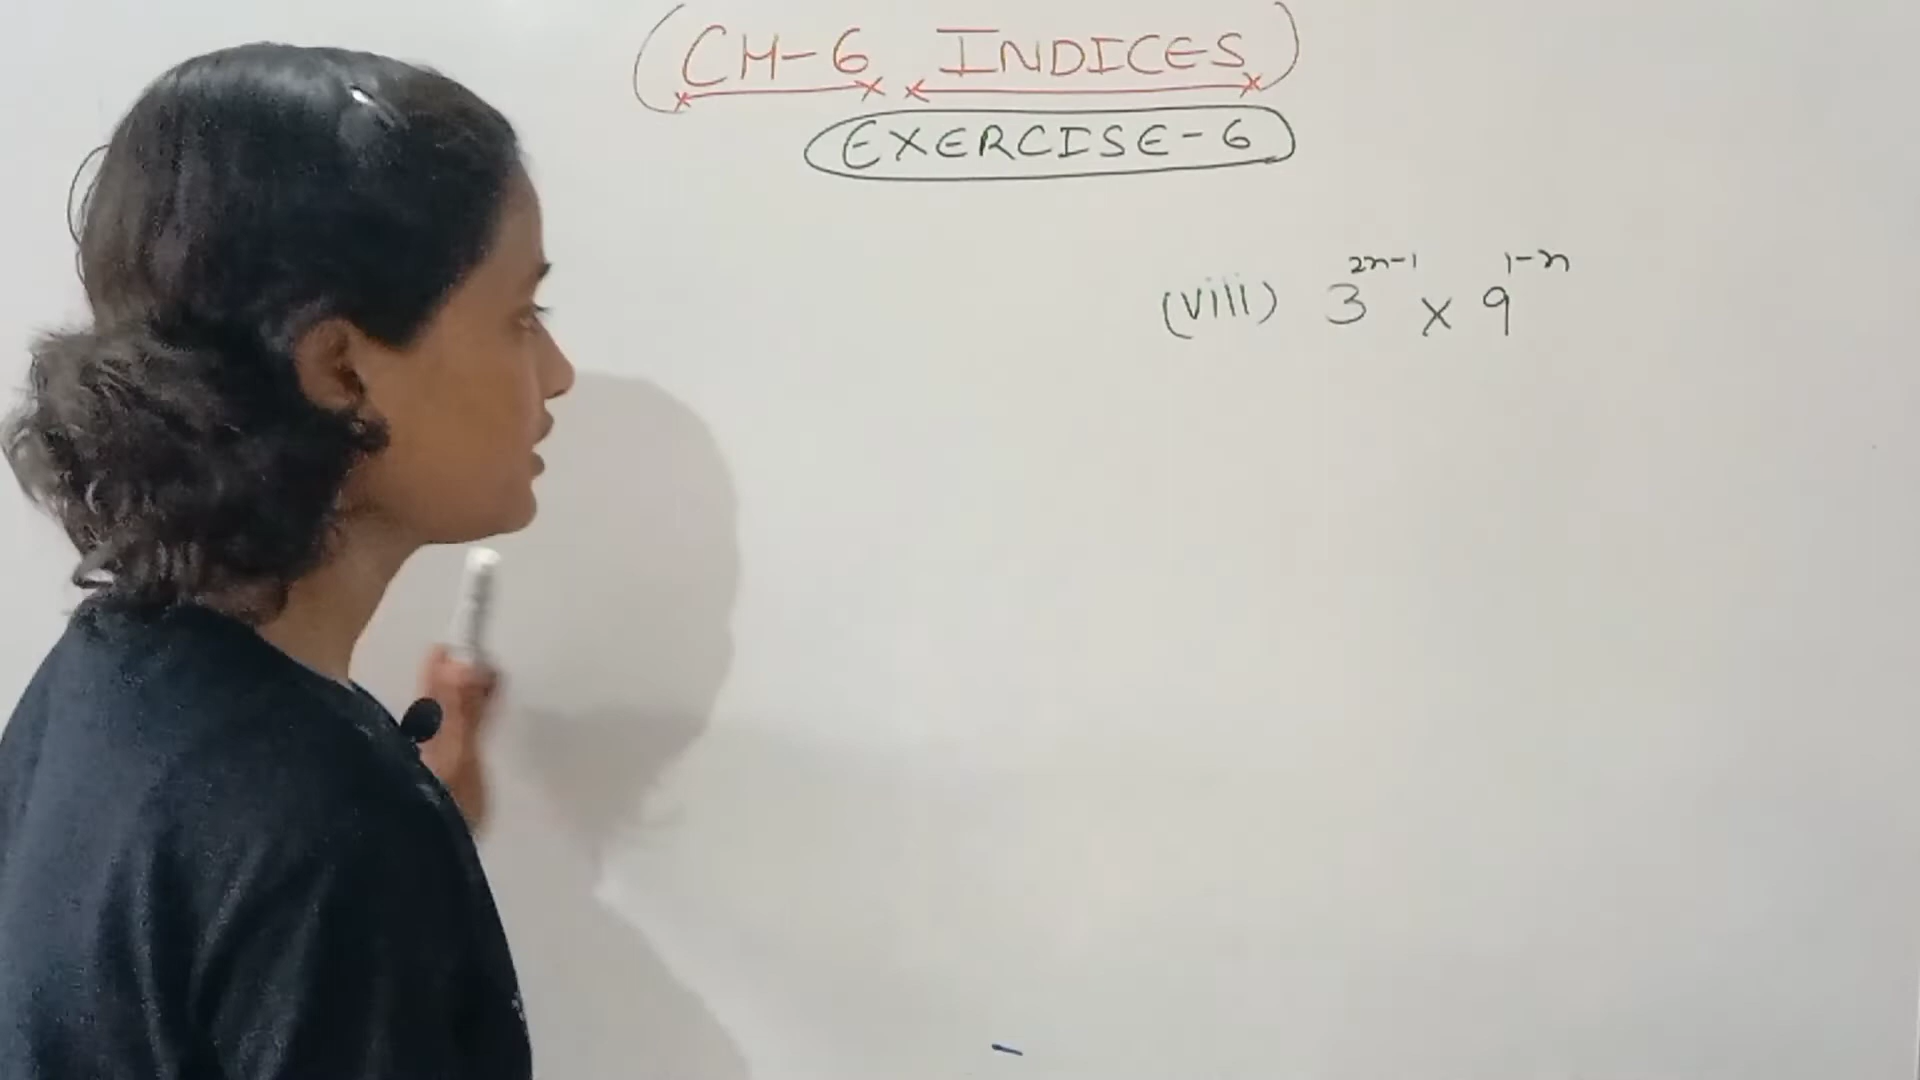 (CH-6 INDICES)
EXERCISE-6
(viii) 3^{2n-1} × 9^{1-n}